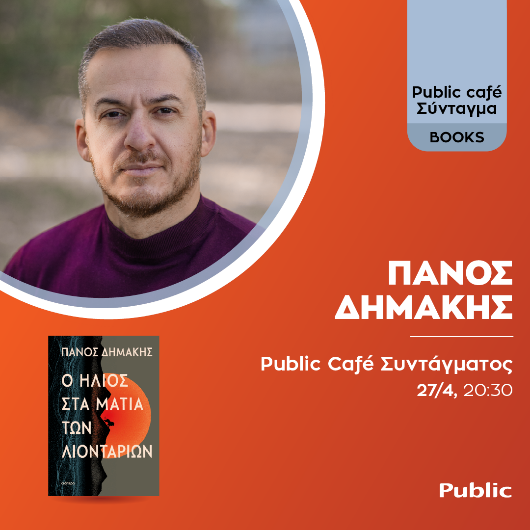 Public café
Σύνταγμα
BOOKS
ΠΑΝΟΣ
ΔΗΜΑΚΗΣ
Public Café Συντάγματος
27/4, 20:30
ΠΑΝΟΣ ΔΗΜΑΚΗΣ
Ο ΗΛΙΟΣ
ΣΤΑ ΜΑΤΙΑ
ΤΩΝ
ΛΙΟΝΤΑΡΙΩΝ
Public